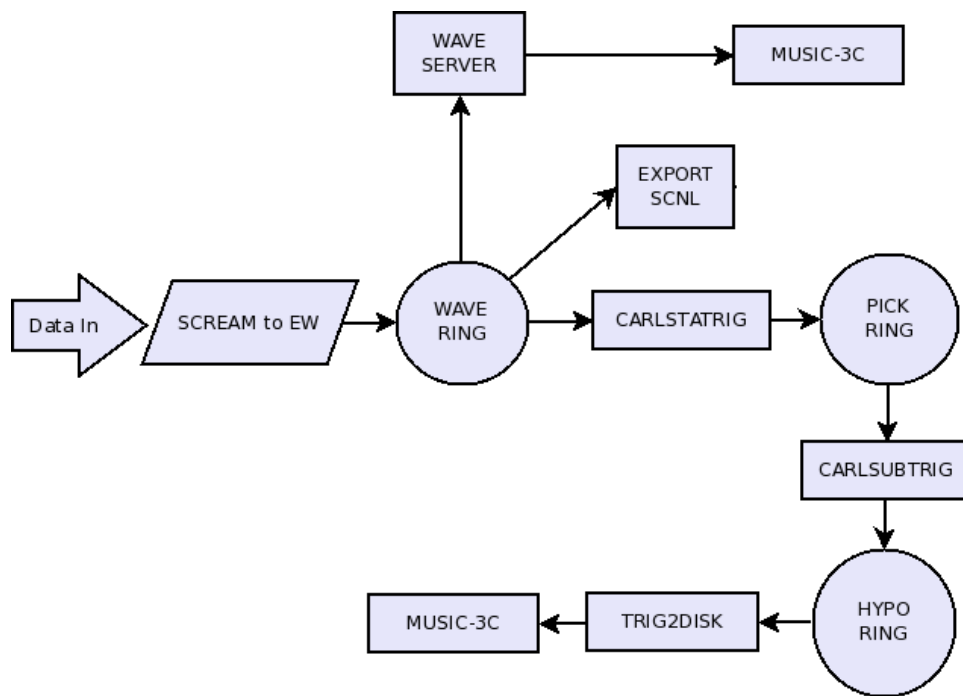 WAVE
SERVER
MUSIC-3C
EXPORT
SCNL
Data In
SCREAM to EW
WAVE
RING
CARLSTATRIG
PICK
RING
CARLSUBTRIG
MUSIC-3C
TRIG2DISK
HYPO
RING